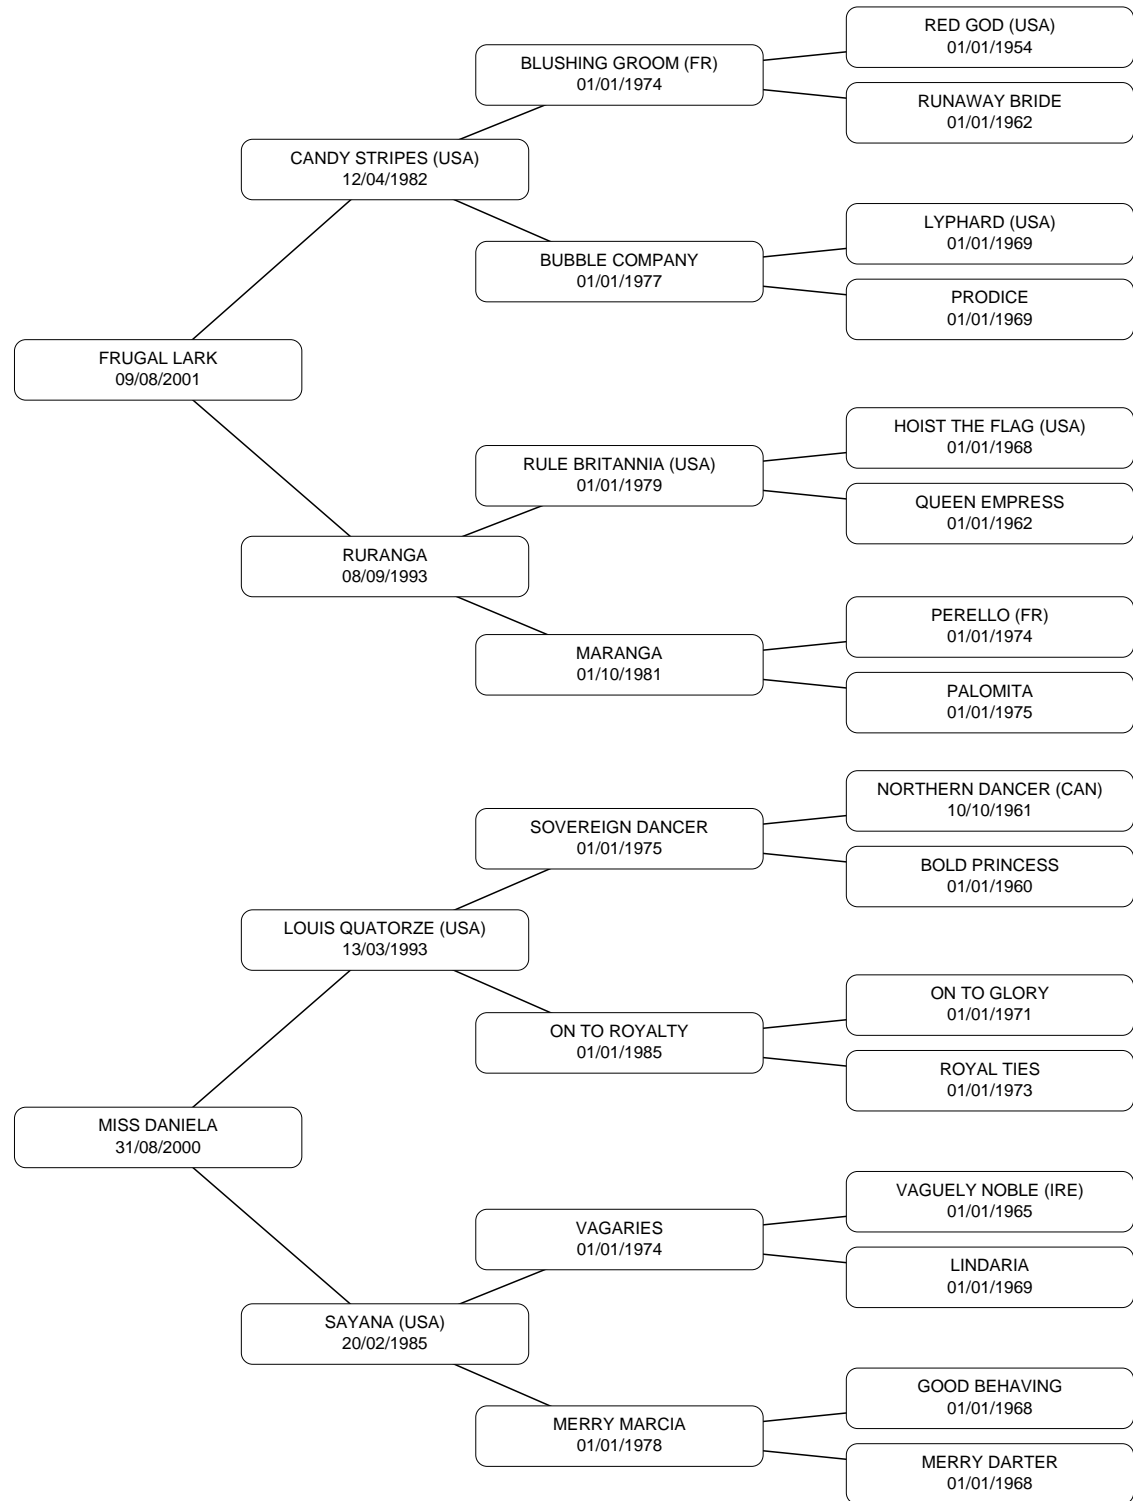 RED GOD (USA)
01/01/1954
BLUSHING GROOM (FR)
01/01/1974
RUNAWAY BRIDE
01/01/1962
CANDY STRIPES (USA)
12/04/1982
LYPHARD (USA)
01/01/1969
BUBBLE COMPANY
01/01/1977
PRODICE
01/01/1969
FRUGAL LARK
09/08/2001
HOIST THE FLAG (USA)
01/01/1968
RULE BRITANNIA (USA)
01/01/1979
QUEEN EMPRESS
01/01/1962
RURANGA
08/09/1993
PERELLO (FR)
01/01/1974
MARANGA
01/10/1981
PALOMITA
01/01/1975
NORTHERN DANCER (CAN)
10/10/1961
SOVEREIGN DANCER
01/01/1975
BOLD PRINCESS
01/01/1960
LOUIS QUATORZE (USA)
13/03/1993
ON TO GLORY
01/01/1971
ON TO ROYALTY
01/01/1985
ROYAL TIES
01/01/1973
MISS DANIELA
31/08/2000
VAGUELY NOBLE (IRE)
01/01/1965
VAGARIES
01/01/1974
LINDARIA
01/01/1969
SAYANA (USA)
20/02/1985
GOOD BEHAVING
01/01/1968
MERRY MARCIA
01/01/1978
MERRY DARTER
01/01/1968